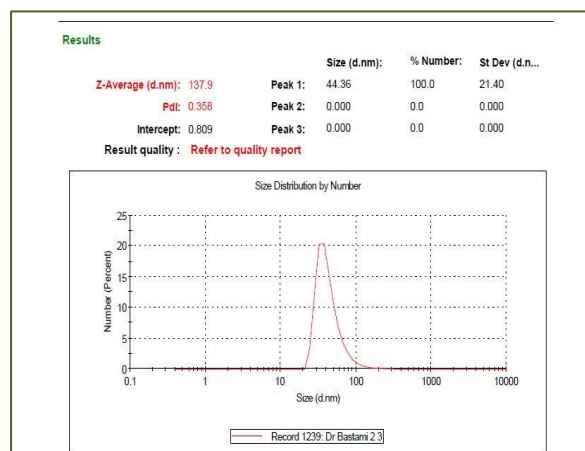 Results
Size (d.nm): % Number: St Dev (d.n...
Z-Average (d.nm): 137.9 Peak 1: 44.36 100.0 21.40
PdI: 0.358 Peak 2: 0.000 0.0 0.000
Intercept: 0.809 Peak 3: 0.000 0.0 0.000
Result quality : Refer to quality report
Size Distribution by Number
Number (Percent)
25
20
15
10
5
0
0.1 1 10 100 1000 10000
Size (d.nm)
Record 1239: Dr Bastami 2 3